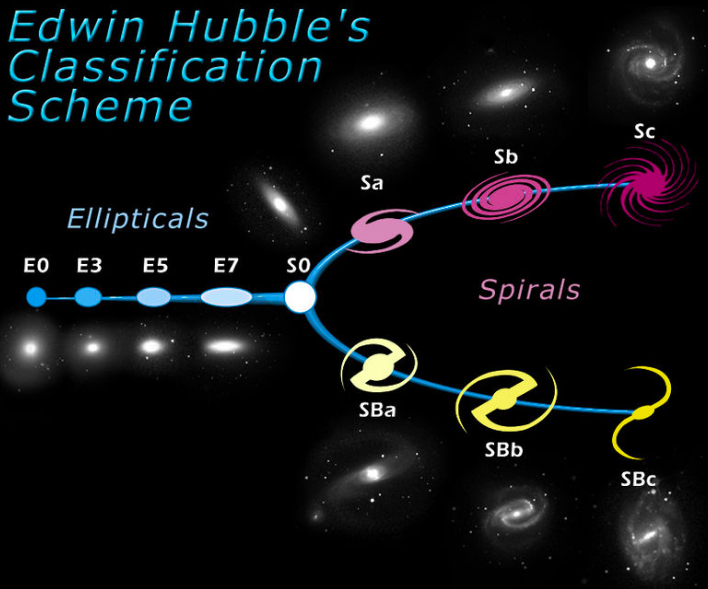 Edwin Hubble's
Classification
Scheme
Sc
Sb
Sa
Ellipticals
E0 E3 E5 E7 S0
Spirals
SBa
SBb
SBc